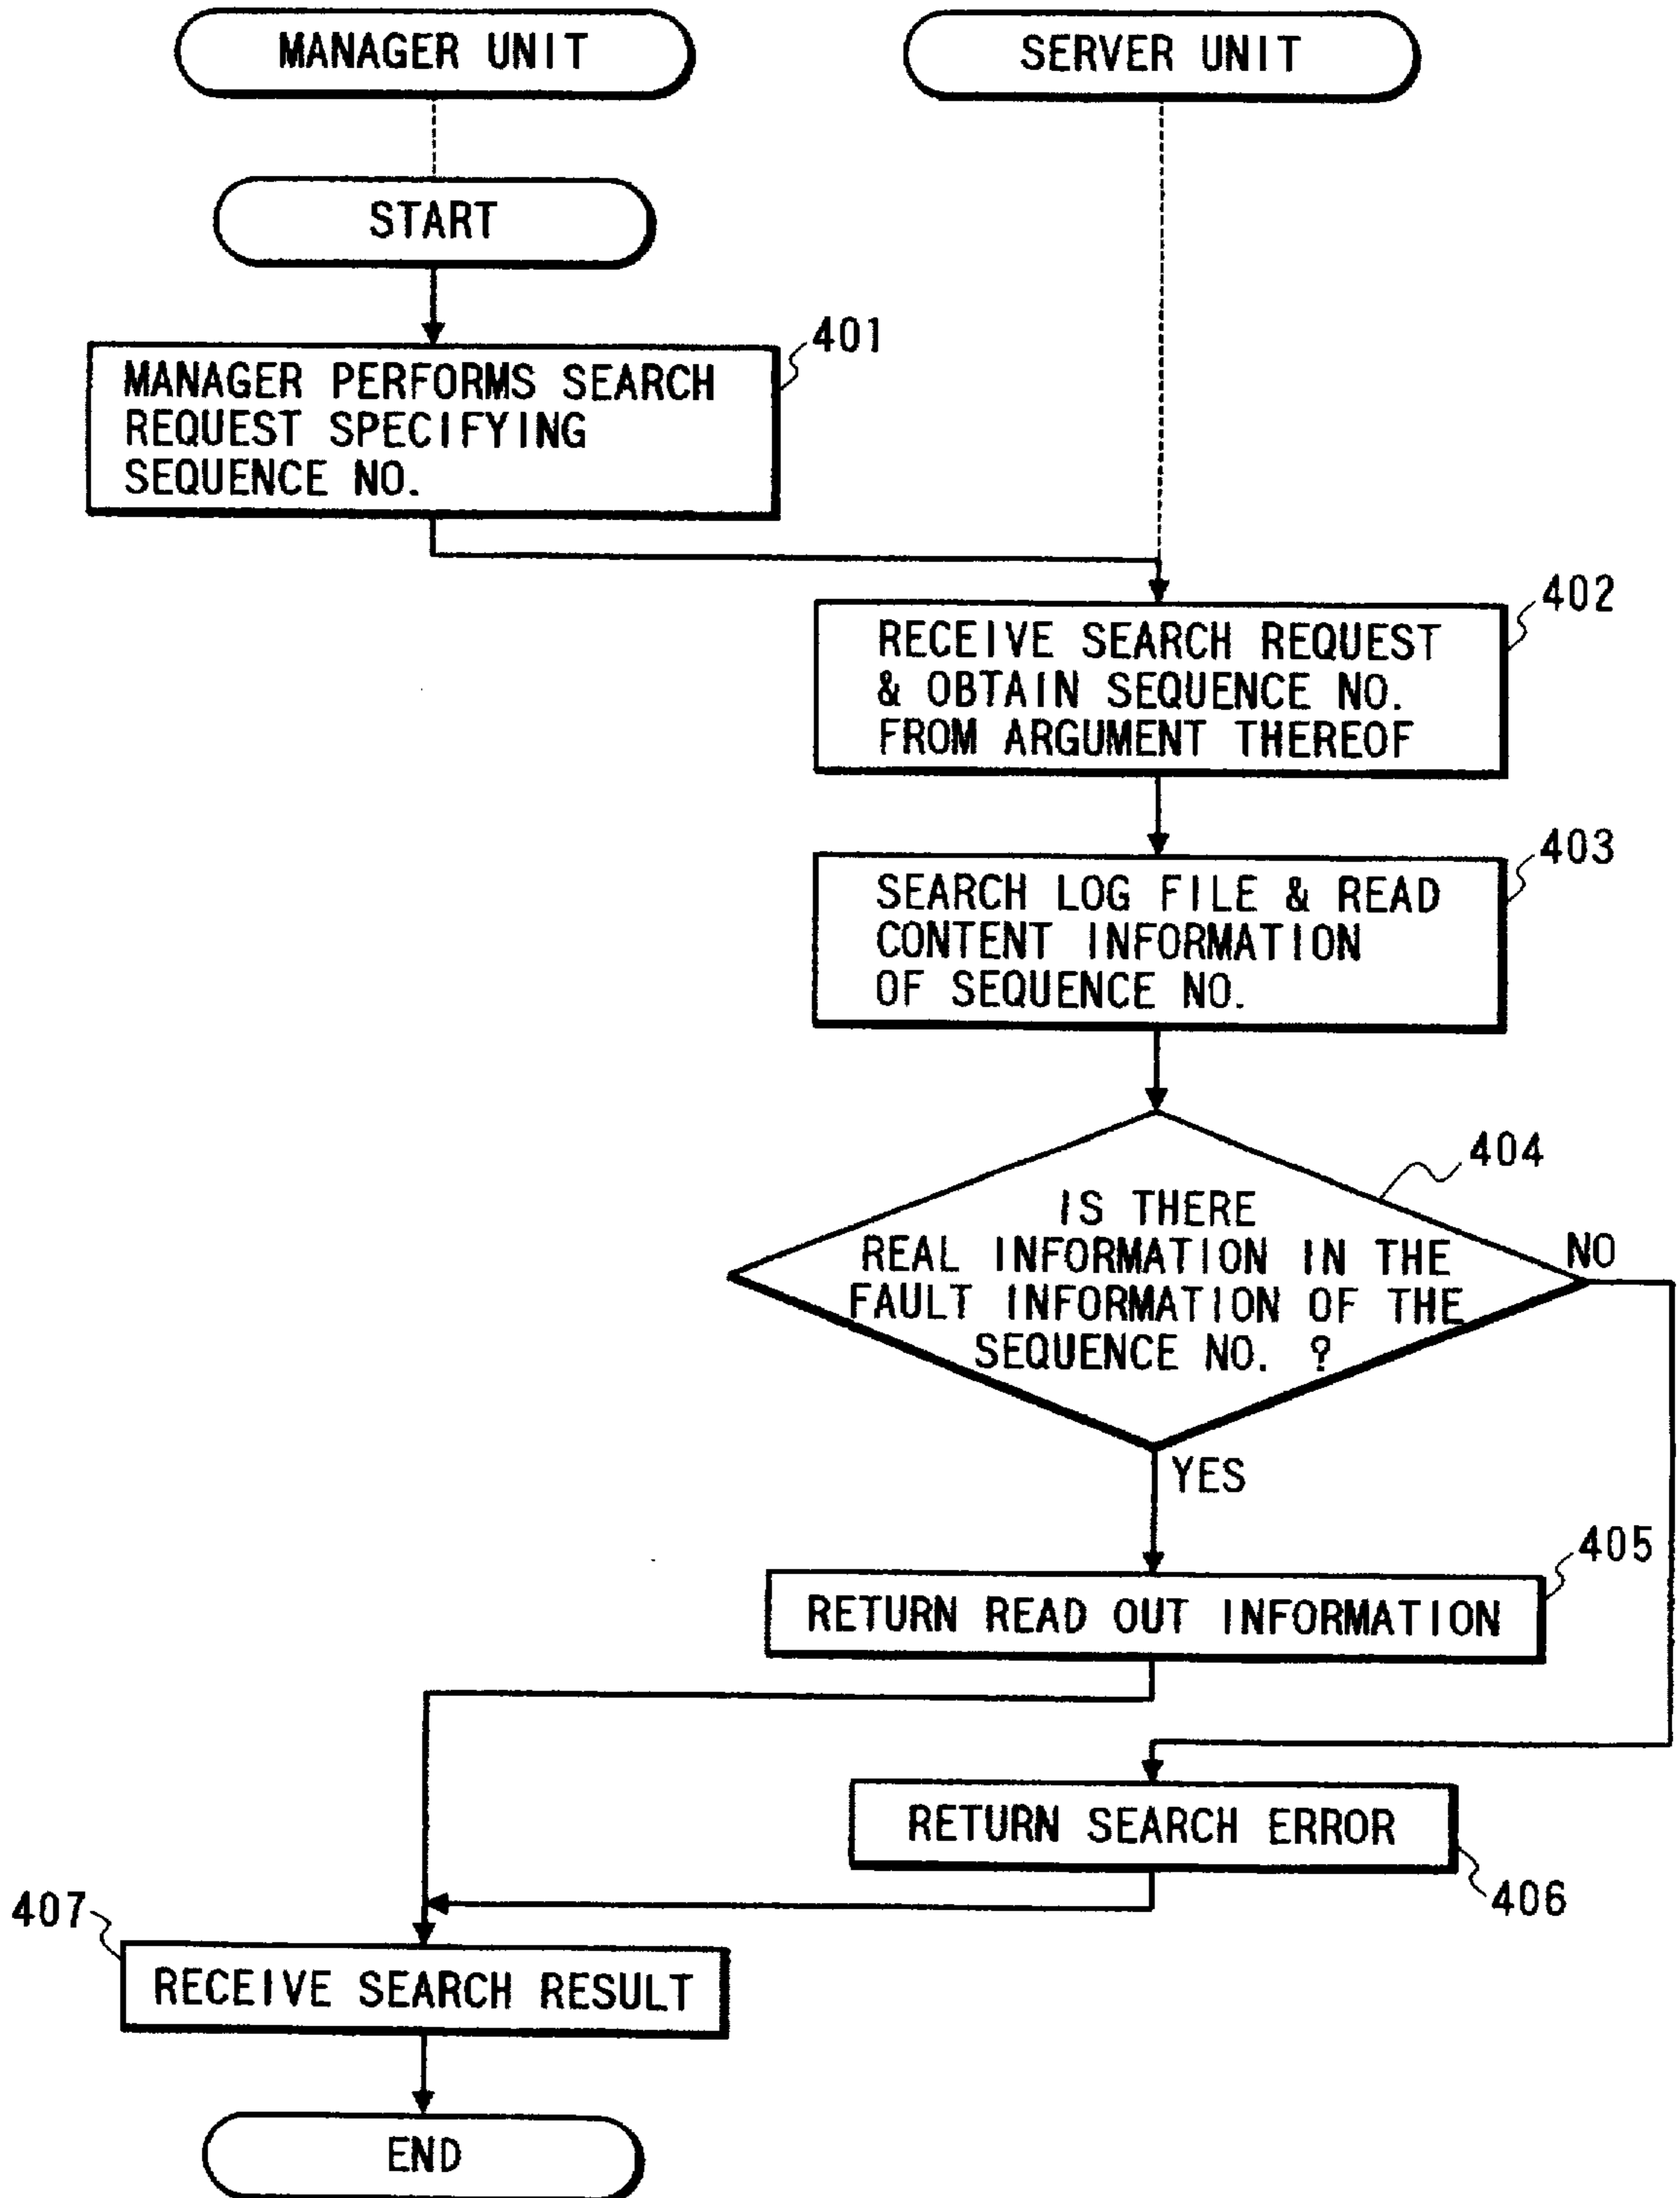 MANAGER UNIT
SERVER UNIT
START
401
MANAGER PERFORMS SEARCH
REQUEST SPECIFYING
SEQUENCE NO.
402
RECEIVE SEARCH REQUEST
& OBTAIN SEQUENCE NO.
FROM ARGUMENT THEREOF
403
SEARCH LOG FILE & READ
CONTENT INFORMATION
OF SEQUENCE NO.
404
IS THERE
REAL INFORMATION IN THE
FAULT INFORMATION OF THE
SEQUENCE NO. ?
NO
YES
405
RETURN READ OUT INFORMATION
RETURN SEARCH ERROR
406
407
RECEIVE SEARCH RESULT
END